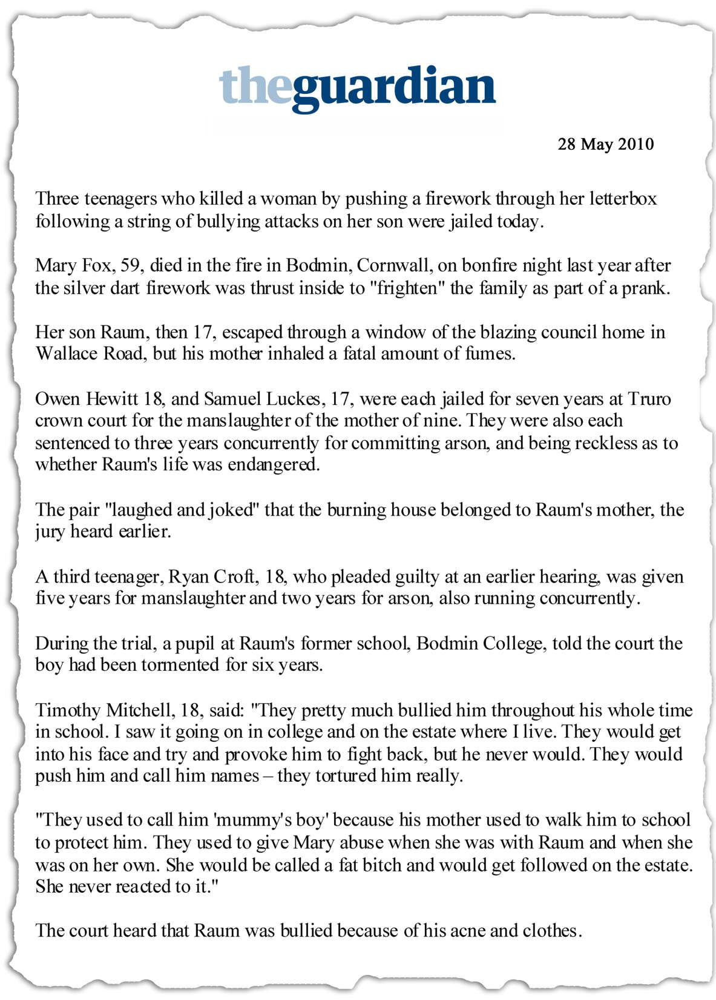 theguardian
28 May 2010
Three teenagers who killed a woman by pushing a firework through her letterbox
following a string of bullying attacks on her son were jailed today.
Mary Fox, 59, died in the fire in Bodmin, Cornwall, on bonfire night last year after
the silver dart firework was thrust inside to "frighten" the family as part of a prank.
Her son Raum, then 17, escaped through a window of the blazing council home in
Wallace Road, but his mother inhaled a fatal amount of fumes.
Owen Hewitt 18, and Samuel Luckes, 17, were each jailed for seven years at Truro
crown court for the manslaughter of the mother of nine. They were also each
sentenced to three years concurrently for committing arson, and being reckless as to
whether Raum's life was endangered.
The pair "laughed and joked" that the burning house belonged to Raum's mother, the
jury heard earlier.
A third teenager, Ryan Croft, 18, who pleaded guilty at an earlier hearing, was given
five years for manslaughter and two years for arson, also running concurrently.
During the trial, a pupil at Raum's former school, Bodmin College, told the court the
boy had been tormented for six years.
Timothy Mitchell, 18, said: "They pretty much bullied him throughout his whole time
in school. I saw it going on in college and on the estate where I live. They would get
into his face and try and provoke him to fight back, but he never would. They would
push him and call him names – they tortured him really.
"They used to call him 'mummy's boy' because his mother used to walk him to school
to protect him. They used to give Mary abuse when she was with Raum and when she
was on her own. She would be called a fat bitch and would get followed on the estate.
She never reacted to it."
The court heard that Raum was bullied because of his acne and clothes.